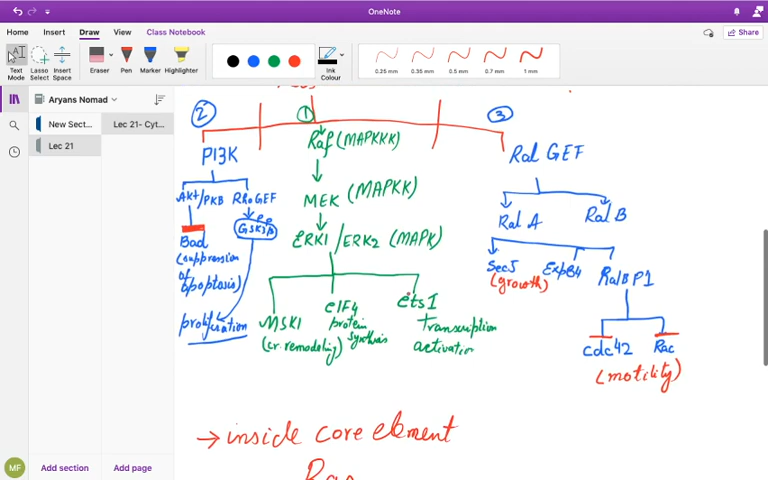 OneNote
Home Insert Draw View Class Notebook
Share
Text Mode
Lasso Select
Insert Space
Eraser
Pen
Marker
Highlighter
Ink Colour
0.25 mm 0.35 mm 0.5 mm 0.7 mm 1 mm
Aryans Nomad
New Sect...
Lec 21
Lec 21- Cyt...
2
1
3
PI3K
Raf (MAPKKK)
Ral GEF
AKt/PKB
RhoGEF
MEK (MAPKK)
Ral A
Ral B
GSK3β
Bad
(suppression
of
apoptosis)
proliferation
ERK1 /ERK2 (MAPK)
Sec5
(growth)
Exp84
RalBP1
MSK1
(cr. remodeling)
eIF4
protein
synthesis
etsI
Transcription
activation
cdc42
Rac
(motility)
→ inside core element
Ras
MF
Add section
Add page